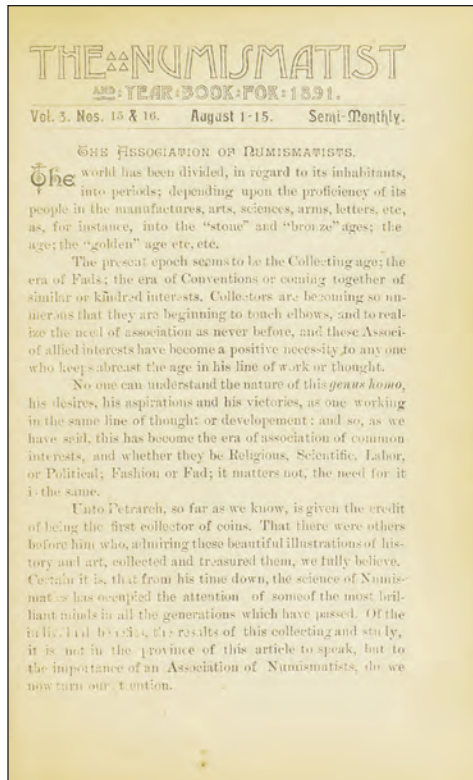 THE NUMISMATIST
AND: YEAR: BOOK: FOR: 1891.
Vol. 3. Nos. 15 & 16. August 1-15. Semi-Monthly.
THE ASSOCIATION OF NUMISMATISTS.
The world has been divided, in regard to its inhabitants,
into periods; depending upon the proficiency of its
people in the manufactures, arts, sciences, arms, letters, etc,
as, for instance, into the "stone" and "bronze" ages; the
age; the "golden" age etc, etc.
The present epoch seems to be the Collecting age; the
era of Fads; the era of Conventions or coming together of
similar or kindred interests. Collectors are becoming so nu-
merous that they are beginning to touch elbows, and to real-
ize the need of association as never before, and these Associ-
of allied interests have become a positive necessity to any one
who keeps abreast the age in his line of work or thought.
No one can understand the nature of this genus homo,
his desires, his aspirations and his victories, as one working
in the same line of thought or developement: and so, as we
have said, this has become the era of association of common
interests, and whether they be Religious, Scientific, Labor,
or Political; Fashion or Fad; it matters not, the need for it
is the same.
Unto Petrarch, so far as we know, is given the credit
of being the first collector of coins. That there were others
before him who, admiring these beautiful illustrations of his-
tory and art, collected and treasured them, we fully believe.
Certain it is, that from his time down, the science of Numis-
matics has occupied the attention of someof the most bril-
liant minds in all the generations which have passed. Of the
the results of this collecting and study,
it is not in the province of this article to speak, but to
the importance of an Association of Numismatists, do we
now turn our